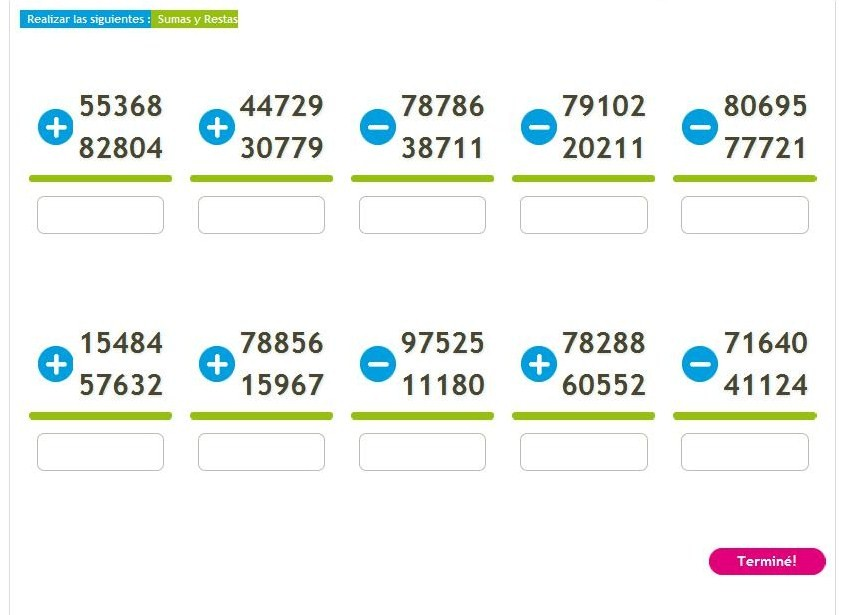 Realizar las siguientes : Sumas y Restas
+ 55368 + 44729 - 78786 - 79102 - 80695
82804 30779 38711 20211 77721
+ 15484 + 78856 - 97525 + 78288 - 71640
57632 15967 11180 60552 41124
Terminé!